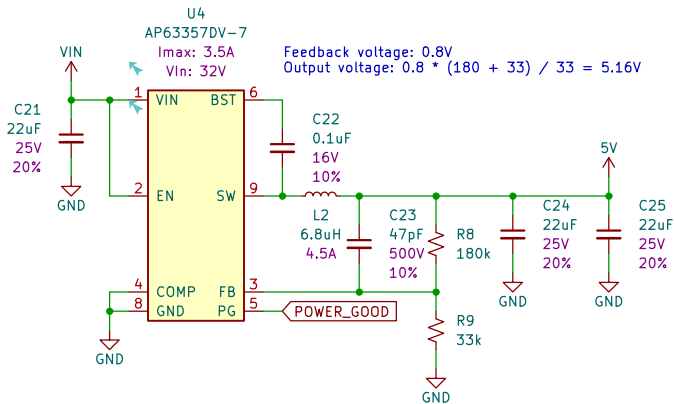 U4
AP63357DV-7
Imax: 3.5A
VIn: 32V
Feedback voltage: 0.8V
Output voltage: 0.8 * (180 + 33) / 33 = 5.16V
VIN
C21
22uF
25V
20%
GND
1 VIN
2 EN
4 COMP
8 GND
BST 6
SW 9
FB 3
PG 5
GND
C22
0.1uF
16V
10%
L2
6.8uH
4.5A
C23
47pF
500V
10%
R8
180k
POWER_GOOD
R9
33k
GND
5V
C24
22uF
25V
20%
GND
C25
22uF
25V
20%
GND